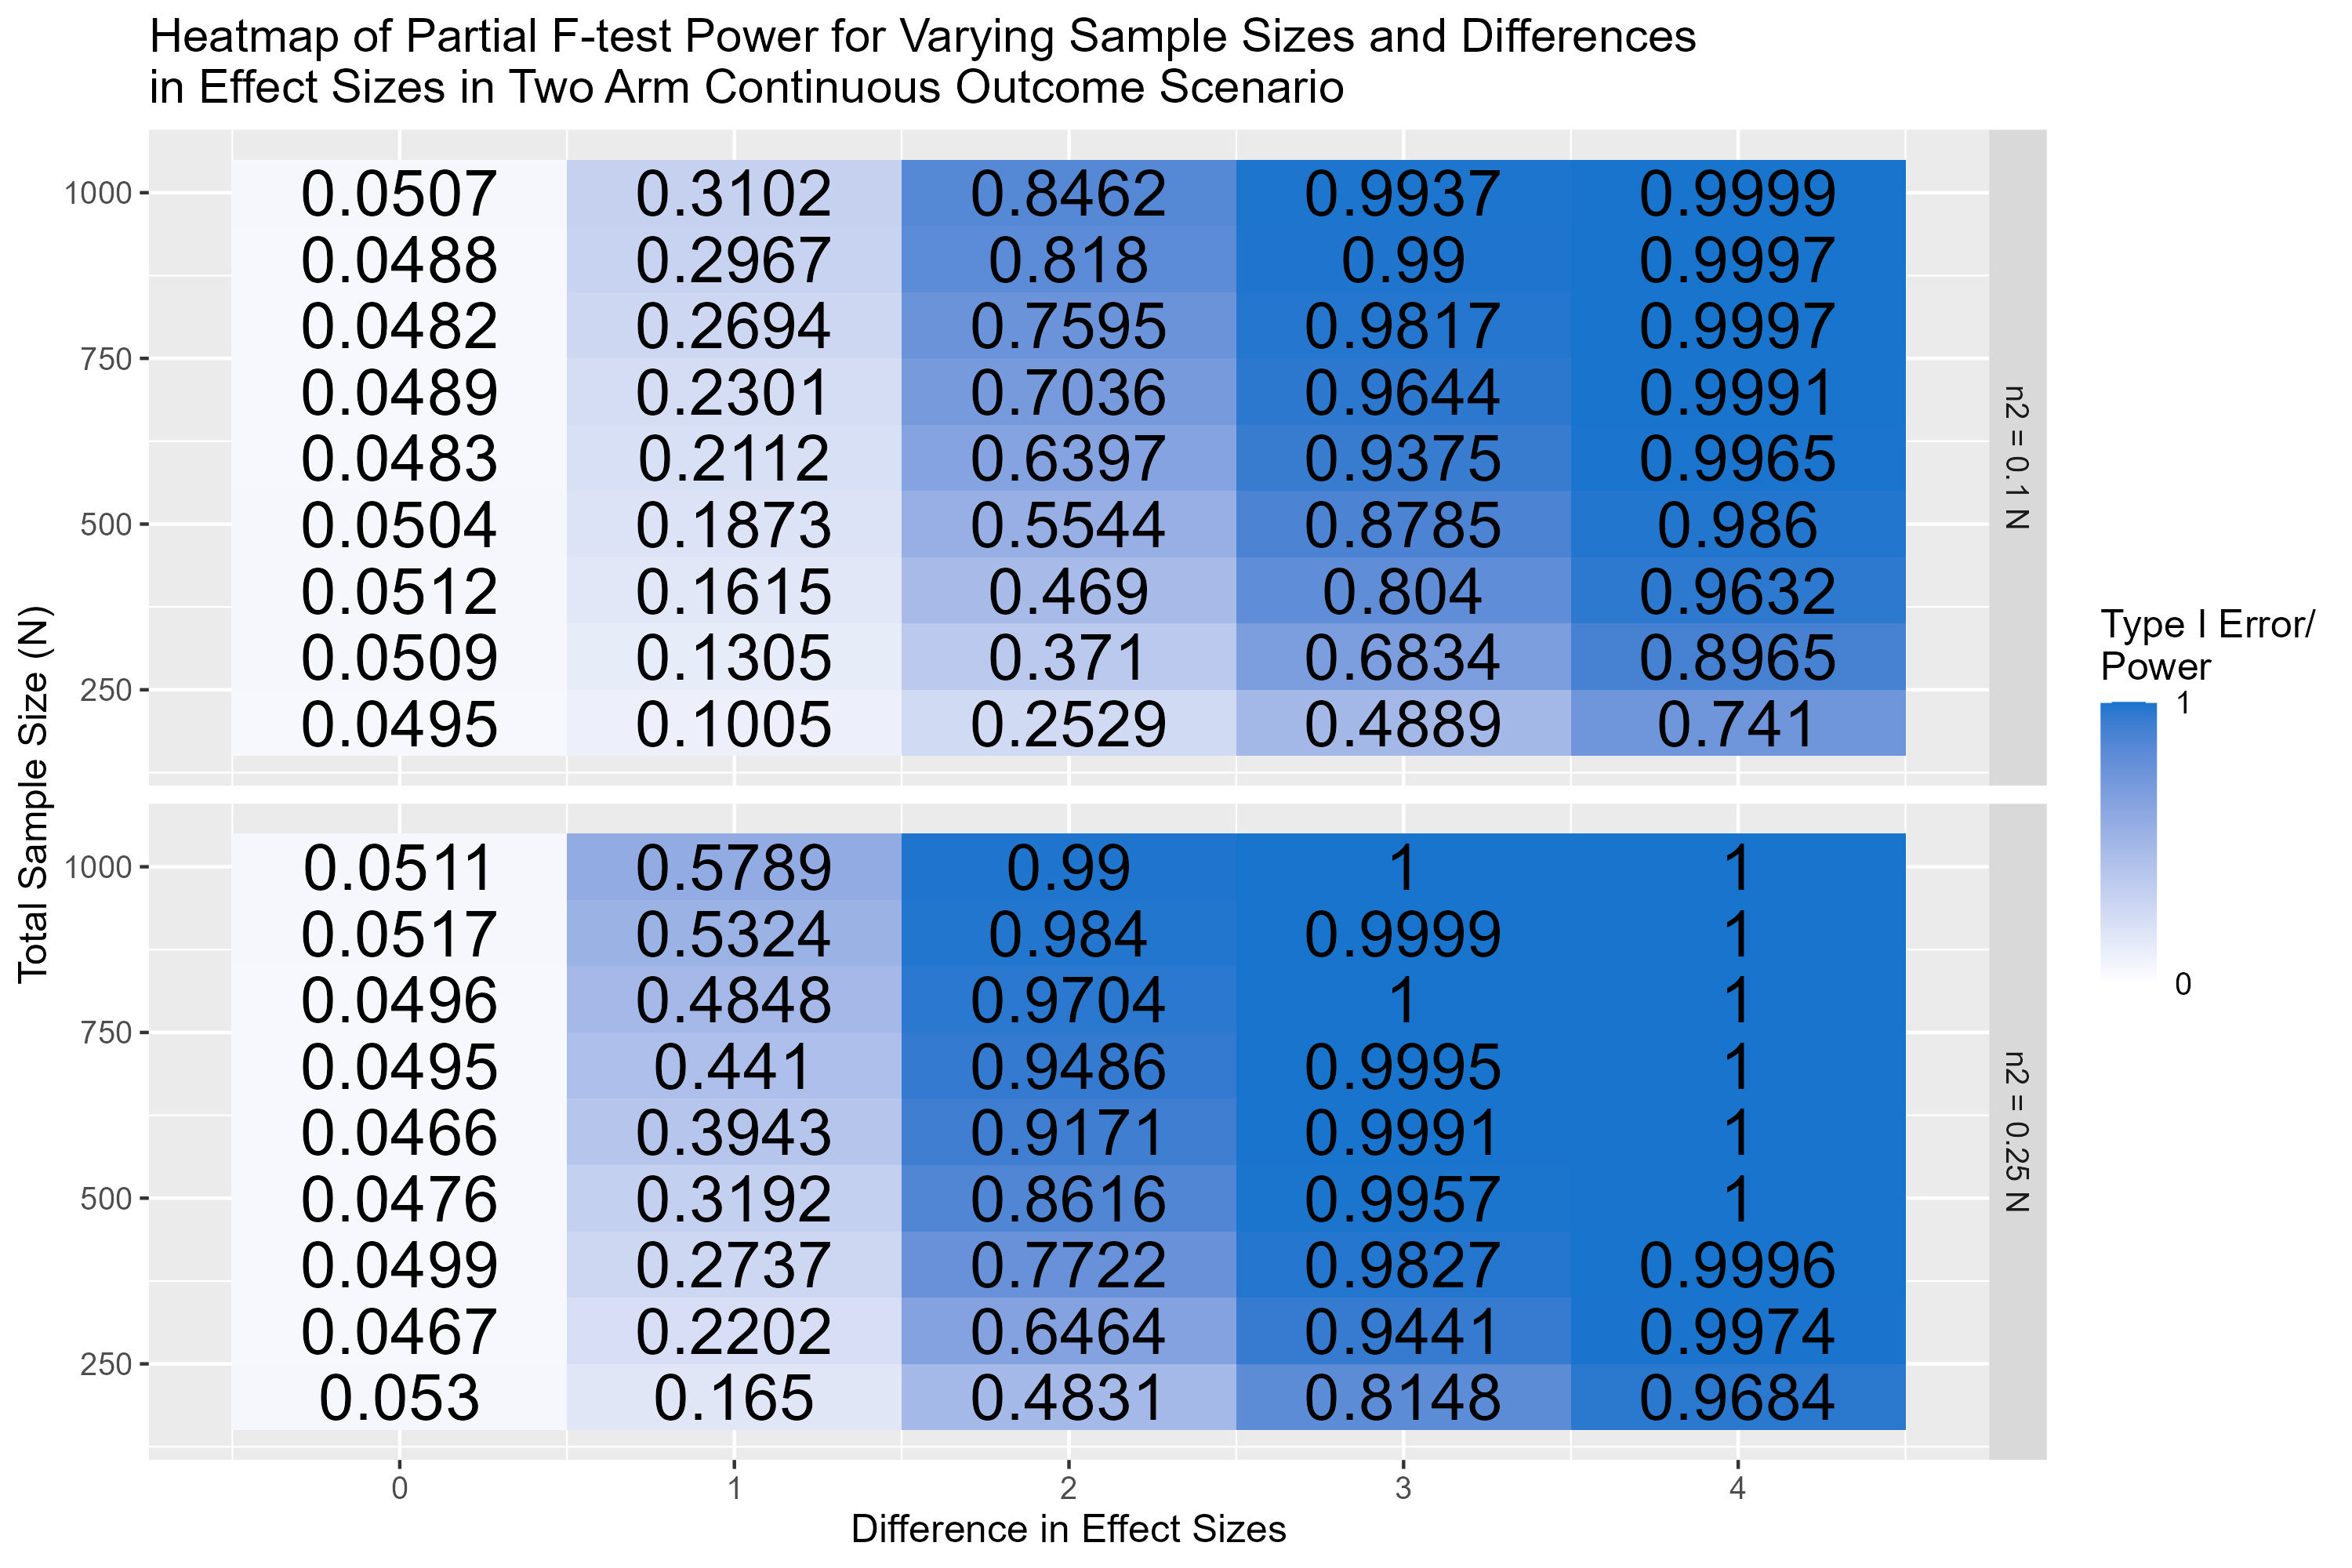 Heatmap of Partial F-test Power for Varying Sample Sizes and Differences
in Effect Sizes in Two Arm Continuous Outcome Scenario
Total Sample Size (N)
1000
750
500
250
0.0507 0.3102 0.8462 0.9937 0.9999
0.0488 0.2967 0.818 0.99 0.9997
0.0482 0.2694 0.7595 0.9817 0.9997
0.0489 0.2301 0.7036 0.9644 0.9991
0.0483 0.2112 0.6397 0.9375 0.9965
0.0504 0.1873 0.5544 0.8785 0.986
0.0512 0.1615 0.469 0.804 0.9632
0.0509 0.1305 0.371 0.6834 0.8965
0.0495 0.1005 0.2529 0.4889 0.741
n2 = 0.1 N
1000
750
500
250
0.0511 0.5789 0.99 1 1
0.0517 0.5324 0.984 0.9999 1
0.0496 0.4848 0.9704 1 1
0.0495 0.441 0.9486 0.9995 1
0.0466 0.3943 0.9171 0.9991 1
0.0476 0.3192 0.8616 0.9957 1
0.0499 0.2737 0.7722 0.9827 0.9996
0.0467 0.2202 0.6464 0.9441 0.9974
0.053 0.165 0.4831 0.8148 0.9684
n2 = 0.25 N
0 1 2 3 4
Difference in Effect Sizes
Type I Error/
Power
1
0